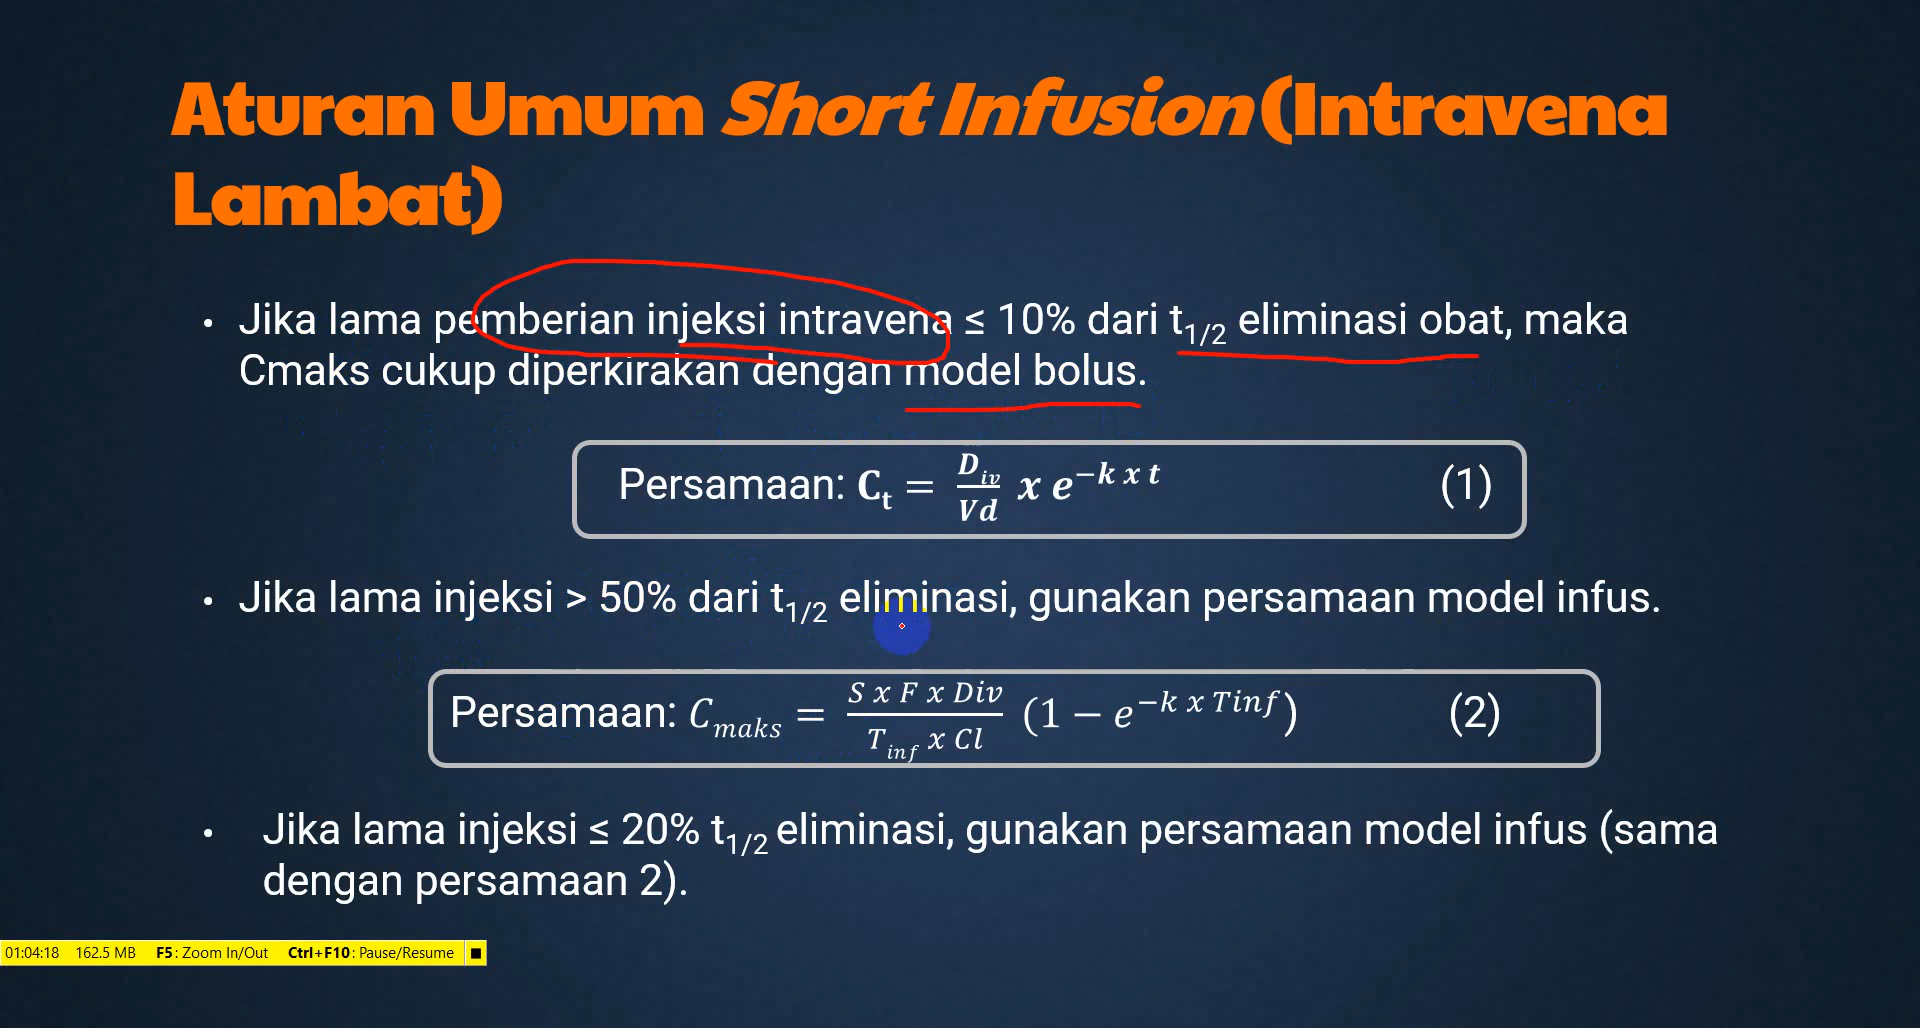 Aturan Umum Short Infusion (Intravena
Lambat)
• Jika lama pemberian injeksi intravena ≤ 10% dari t1/2 eliminasi obat, maka
Cmaks cukup diperkirakan dengan model bolus.
Persamaan: Ct = Div/Vd x e^−k x t (1)
• Jika lama injeksi > 50% dari t1/2 eliminasi, gunakan persamaan model infus.
Persamaan: Cmaks = S x F x Div / Tinf x Cl (1 − e^−k x Tinf) (2)
• Jika lama injeksi ≤ 20% t1/2 eliminasi, gunakan persamaan model infus (sama
dengan persamaan 2).
01:04:18 162.5 MB F5: Zoom In/Out Ctrl+F10: Pause/Resume